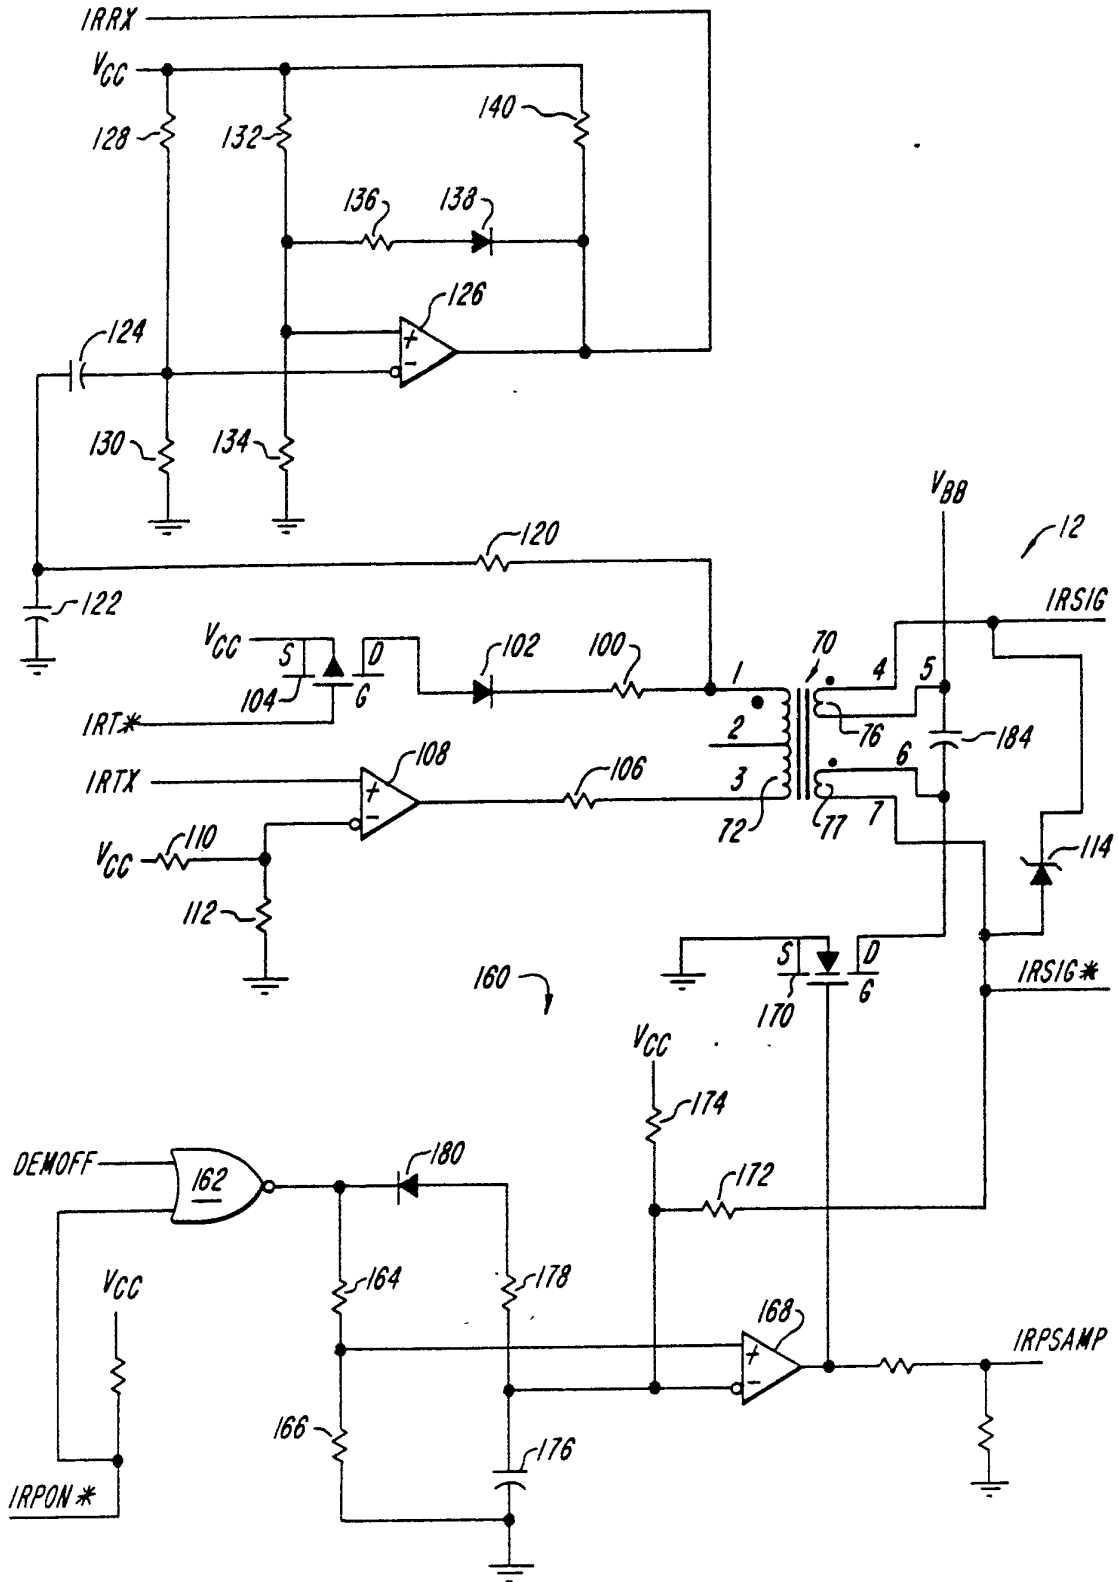 IRRX
VCC
128
132
140
136
138
126
+
-
124
130
134
VBB
12
120
122
IRSIG
VCC
S
D
G
104
102
100
1
2
3
70
4
5
6
7
76
77
72
184
IRT*
IRTX
108
+
-
106
VCC
110
112
114
S
D
G
170
160
IRSIG*
VCC
174
172
DEMOFF
162
180
VCC
164
178
168
+
-
IRPSAMP
166
176
IRPON*